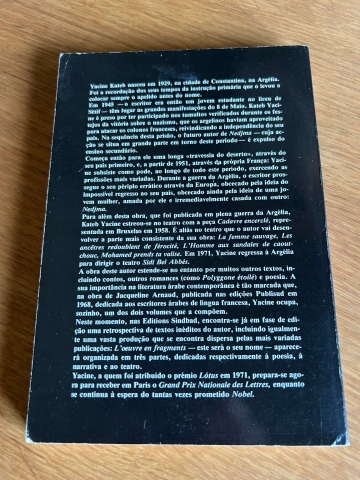 Yacine Kateb nasceu em 1929, na cidade de Constantina, na Argélia.
Foi a recordação dos seus tempos da instrução primária que o levou a
colocar sempre o apelido antes do nome.
Em 1945 — o escritor era então um jovem estudante no liceu de
Sétif — têm lugar as grandes manifestações do 8 de Maio. Kateb Yaci-
ne é preso por ter participado nos tumultos verificados durante os fes-
tejos da vitória sobre o nazismo, que os argelinos haviam aproveitado
para atacar os colonos franceses, reivindicando a independência do seu
país. Na sequência desta prisão, o futuro autor de Nedjma — cuja ac-
ção se situa em grande parte em torno deste período — é expulso do
ensino secundário.
Começa então para ele uma longa «travessia do deserto», através do
seu país primeiro, e, a partir de 1951, através da própria França: Yaci-
ne subsiste como pode, ao longo de todo este período, exercendo as
profissões mais variadas. Durante a guerra da Argélia, o escritor pros-
segue o seu périplo errático através da Europa, obcecado pela ideia do
impossível regresso ao seu país, obcecado ainda pela ideia de uma jo-
vem mulher, amada por ele e irremediavelmente casada com outro:
Nedjma.
Para além desta obra, que foi publicada em plena guerra da Argélia,
Kateb Yacine estreou-se no teatro com a peça Cadavre encerclé, repre-
sentada em Bruxelas em 1958. É aliás no teatro que o autor vai desen-
volver a parte mais consistente da sua obra: La femme sauvage, Les
ancêtres redoublent de férocité, L'Homme aux sandales de caout-
chouc, Mohamed prends ta valise. Em 1971, Yacine regressa à Argélia
para dirigir o teatro Sidi Bel Abbès.
A obra deste autor estende-se no entanto por muitos outros textos, in-
cluindo contos, outros romances (como Polygzone étoilé) e poesia. A
sua importância na literatura árabe contemporânea é tão marcada que,
na obra de Jacqueline Arnaud, publicada nas edições Publisud em
1968, dedicada aos escritores árabes de língua francesa, Yacine ocupa,
sozinho, um dos dois volumes que a compõem.
Neste momento, nas Editions Sindbad, encontra-se já em fase de edi-
ção uma retrospectiva de textos inéditos do autor, incluindo igualmen-
te uma vasta produção que se encontra dispersa pelas mais variadas
publicações: L'oeuvre en fragments — este será o seu nome — aparece-
rá organizada em três partes, dedicadas respectivamente à poesia, à
narrativa e ao teatro.
Yacine, a quem foi atribuído o prémio Lótus em 1971, prepara-se ago-
ra para receber em Paris o Grand Prix Nationale des Lettres, enquanto
se continua à espera do tantas vezes prometido Nobel.